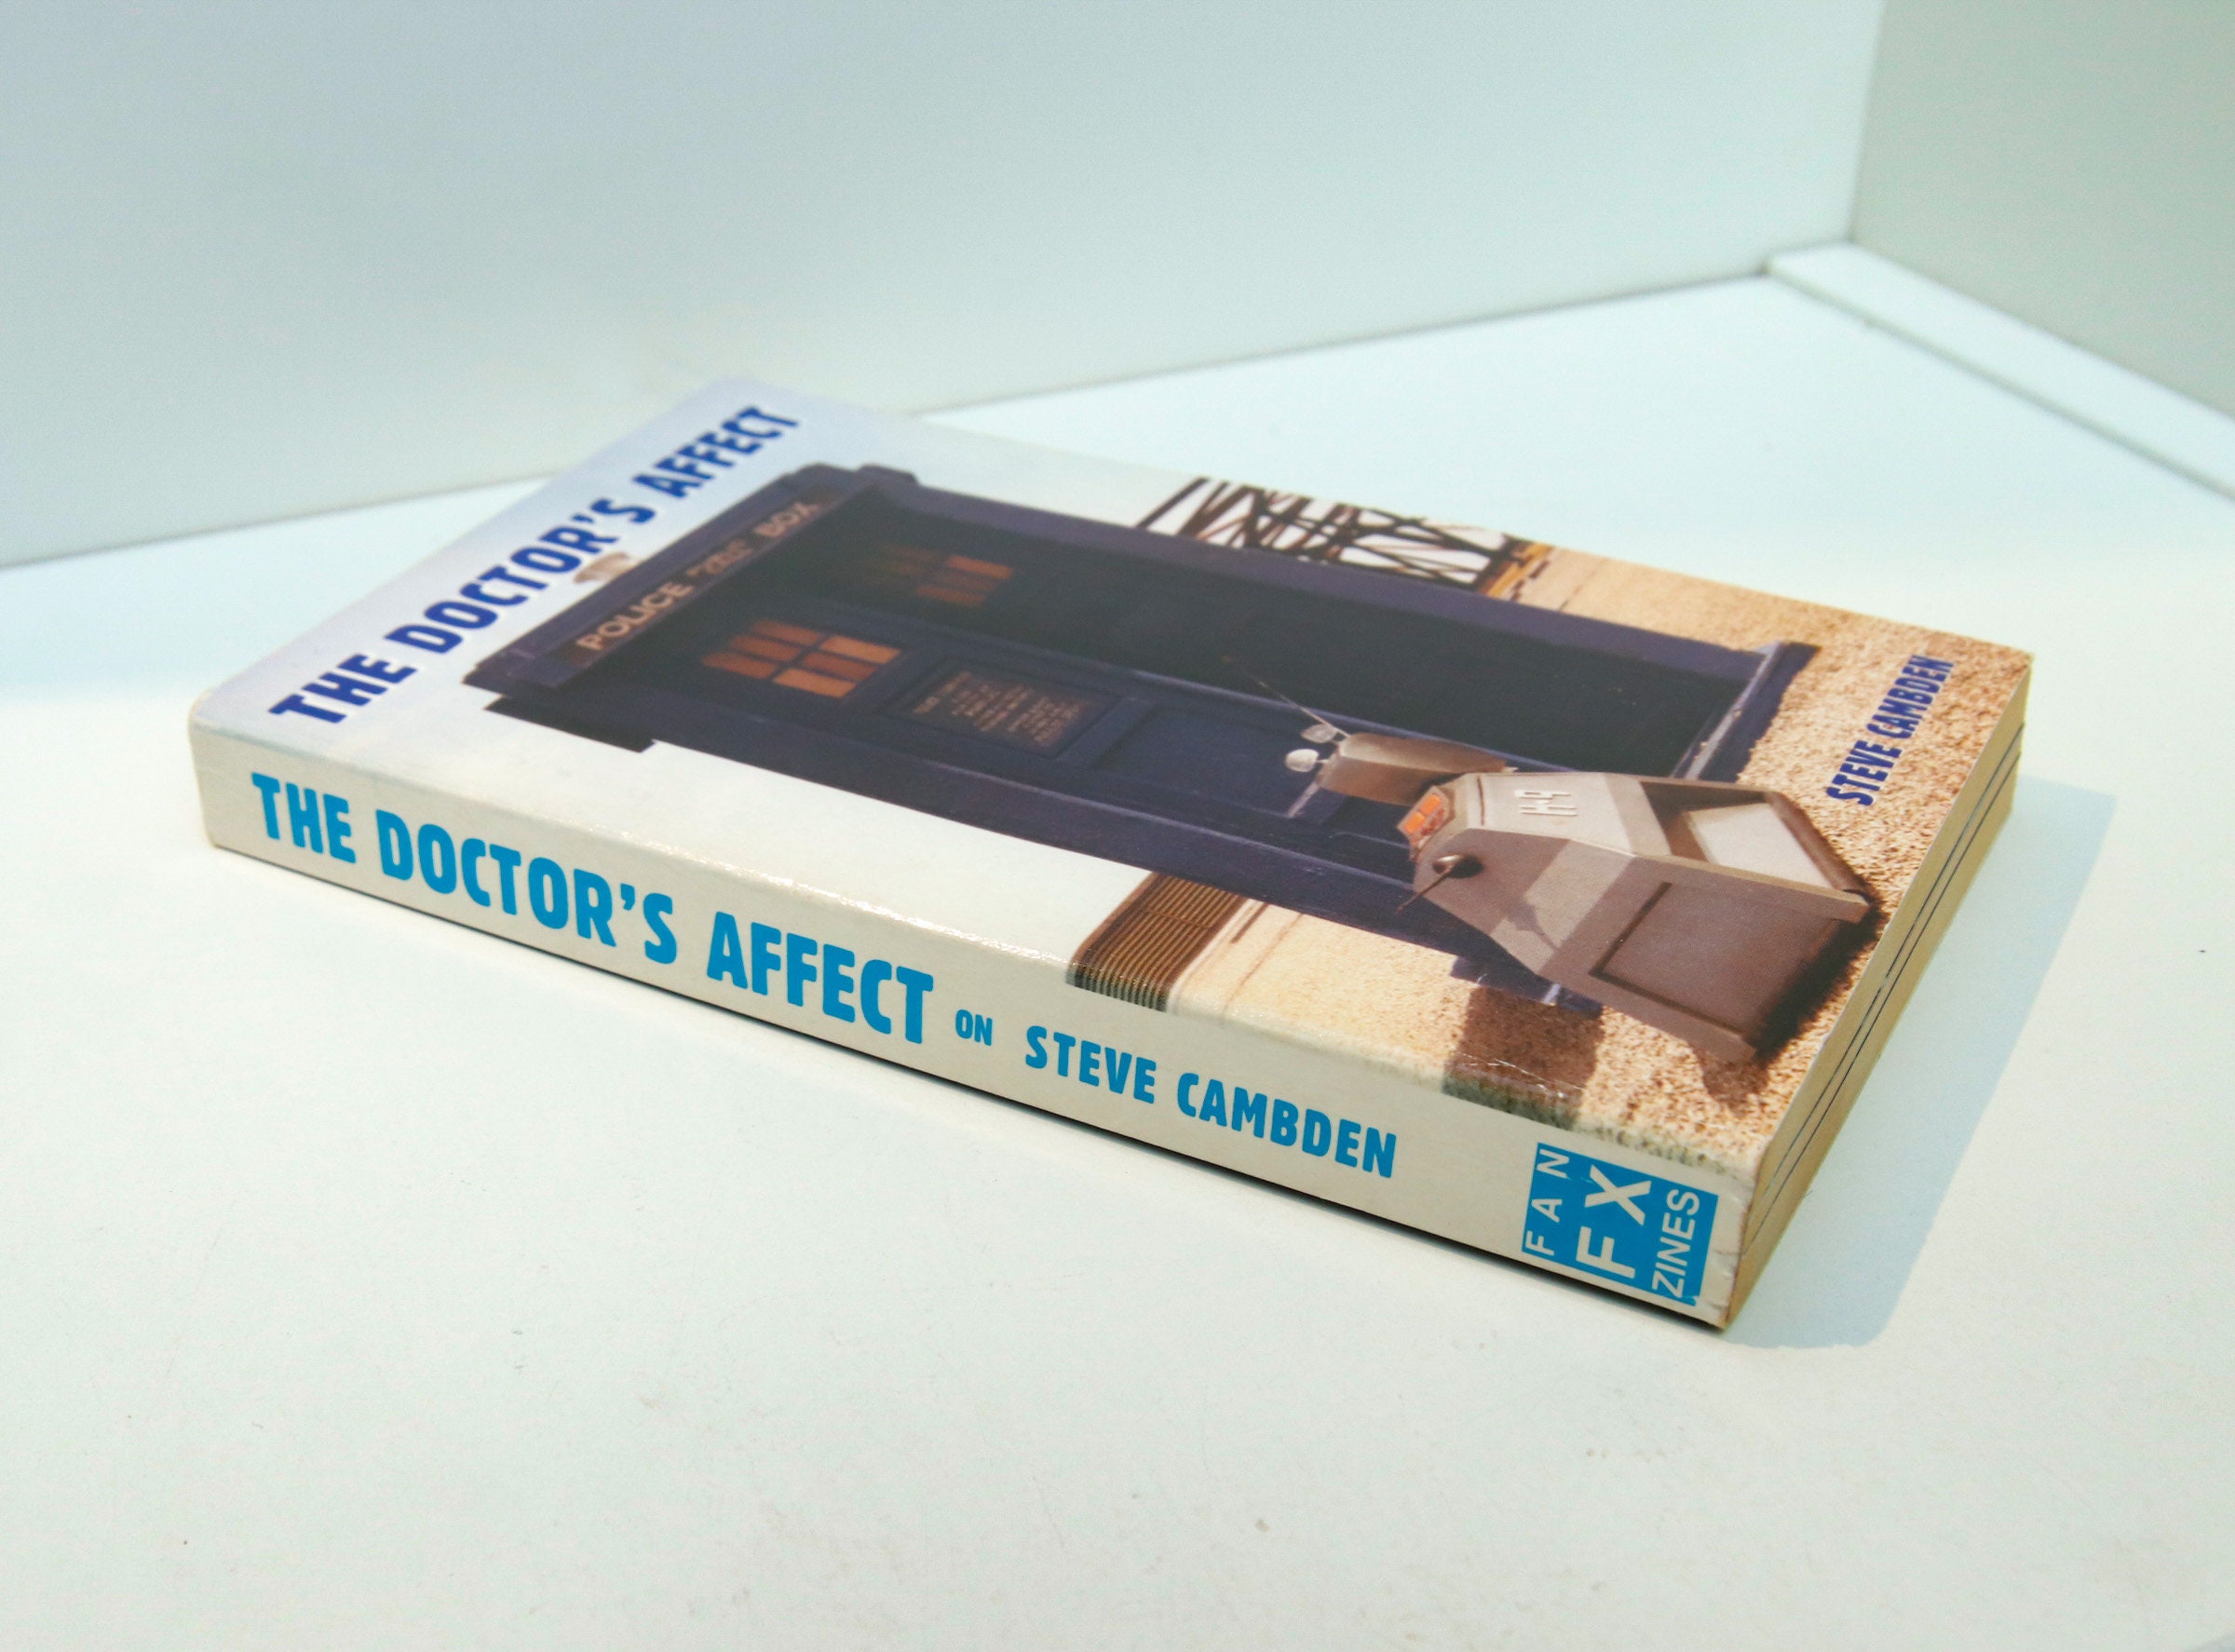 THE DOCTOR'S AFFECT
POLICE BOX
STEVE CAMBDEN
THE DOCTOR'S AFFECT ON STEVE CAMBDEN
FAN
FX
ZINES